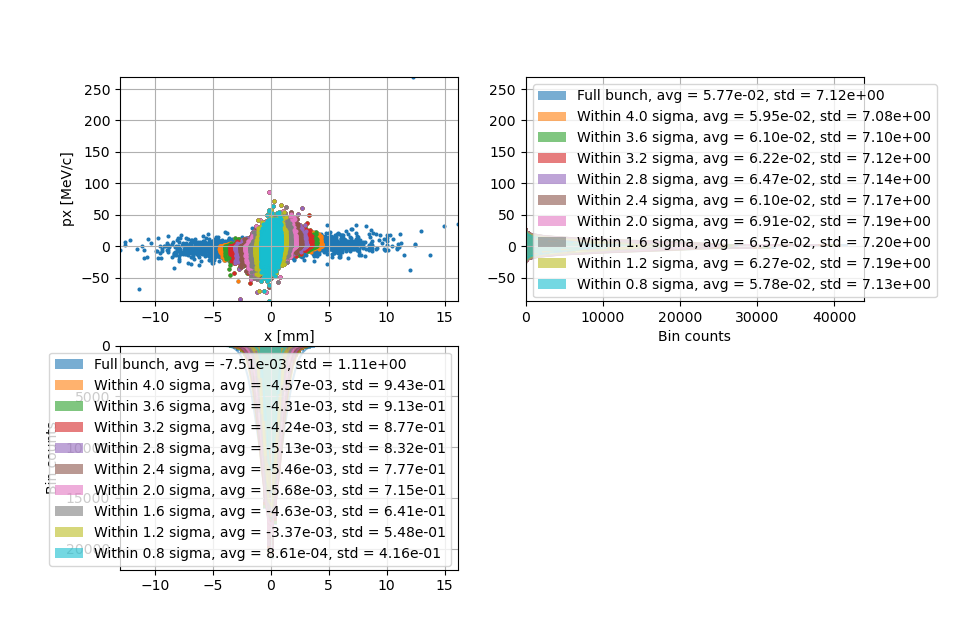 250
200
150
100
50
0
−50
px [MeV/c]
−10 −5 0 5 10 15
x [mm]
250
200
150
100
50
0
−50
Full bunch, avg = 5.77e-02, std = 7.12e+00
Within 4.0 sigma, avg = 5.95e-02, std = 7.08e+00
Within 3.6 sigma, avg = 6.10e-02, std = 7.10e+00
Within 3.2 sigma, avg = 6.22e-02, std = 7.12e+00
Within 2.8 sigma, avg = 6.47e-02, std = 7.14e+00
Within 2.4 sigma, avg = 6.10e-02, std = 7.17e+00
Within 2.0 sigma, avg = 6.91e-02, std = 7.19e+00
Within 1.6 sigma, avg = 6.57e-02, std = 7.20e+00
Within 1.2 sigma, avg = 6.27e-02, std = 7.19e+00
Within 0.8 sigma, avg = 5.78e-02, std = 7.13e+00
0 10000 20000 30000 40000
Bin counts
0
5000
10000
15000
20000
Bin counts
Full bunch, avg = -7.51e-03, std = 1.11e+00
Within 4.0 sigma, avg = -4.57e-03, std = 9.43e-01
Within 3.6 sigma, avg = -4.31e-03, std = 9.13e-01
Within 3.2 sigma, avg = -4.24e-03, std = 8.77e-01
Within 2.8 sigma, avg = -5.13e-03, std = 8.32e-01
Within 2.4 sigma, avg = -5.46e-03, std = 7.77e-01
Within 2.0 sigma, avg = -5.68e-03, std = 7.15e-01
Within 1.6 sigma, avg = -4.63e-03, std = 6.41e-01
Within 1.2 sigma, avg = -3.37e-03, std = 5.48e-01
Within 0.8 sigma, avg = 8.61e-04, std = 4.16e-01
−10 −5 0 5 10 15